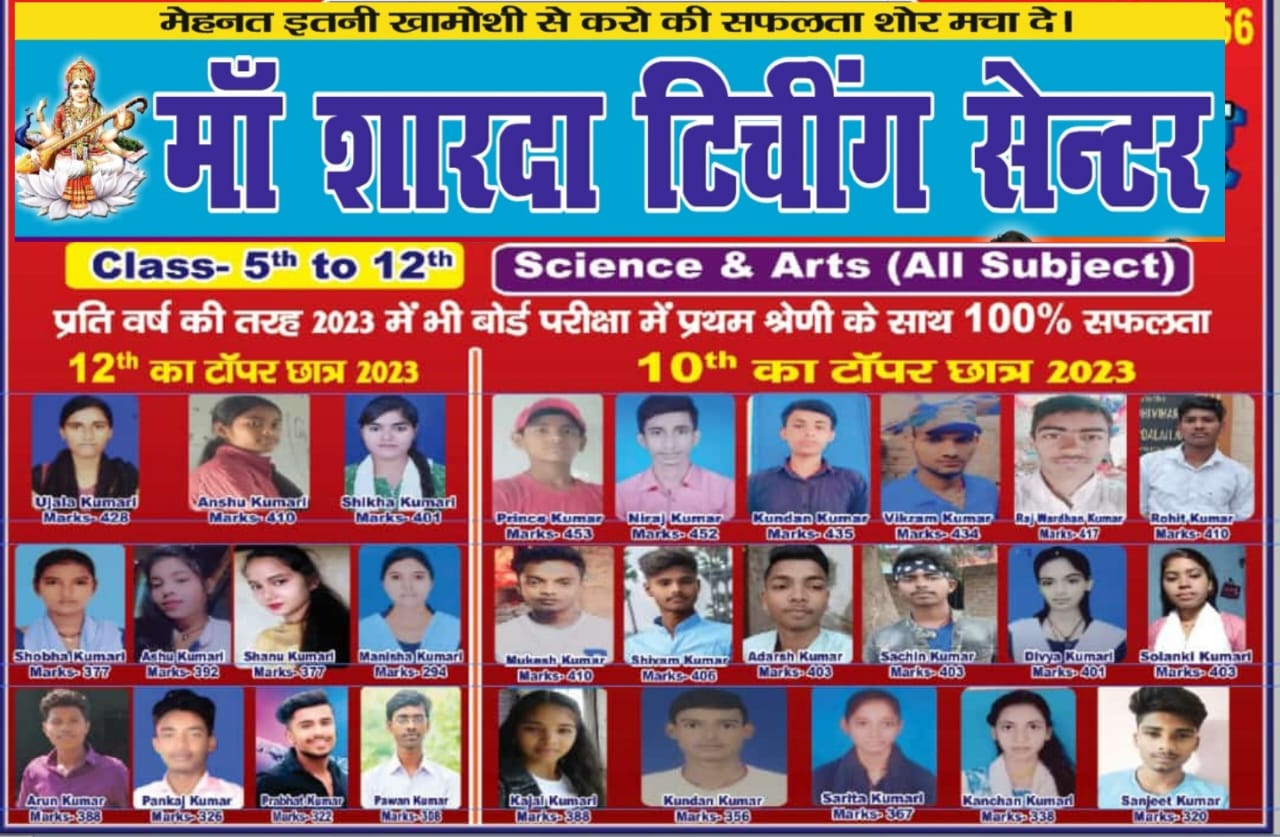 56
मेहनत इतनी खामोशी से करो की सफलता शोर मचा दे।
माँ शारदा टिचींग सेन्टर
Class- 5th to 12th
Science & Arts (All Subject)
प्रति वर्ष की तरह 2023 में भी बोर्ड परीक्षा में प्रथम श्रेणी के साथ 100% सफलता
12th का टॉपर छात्र 2023
10th का टॉपर छात्र 2023
Ujala Kumari
Marks- 428
Anshu Kumari
Marks- 410
Shikha Kumari
Marks- 401
Shobha Kumari
Marks- 377
Ashu Kumari
Marks- 392
Shanu Kumari
Marks- 377
Manisha Kumari
Marks- 294
Arun Kumar
Marks- 388
Pankaj Kumar
Marks- 326
Prabhat Kumar
Marks- 322
Pawan Kumar
Marks- 308
Prince Kumar
Marks- 453
Niraj Kumar
Marks- 452
Kundan Kumar
Marks- 435
Vikram Kumar
Marks- 434
Raj Wardhan Kumar
Marks- 417
Rohit Kumar
Marks- 410
Mukesh Kumar
Marks- 410
Shivam Kumar
Marks- 406
Adarsh Kumar
Marks- 403
Sachin Kumar
Marks- 403
Divya Kumari
Marks- 401
Solanki Kumari
Marks- 403
Kajal Kumari
Marks- 388
Kundan Kumar
Marks- 356
Sarita Kumari
Marks- 367
Kanchan Kumari
Marks- 338
Sanjeet Kumar
Marks- 320